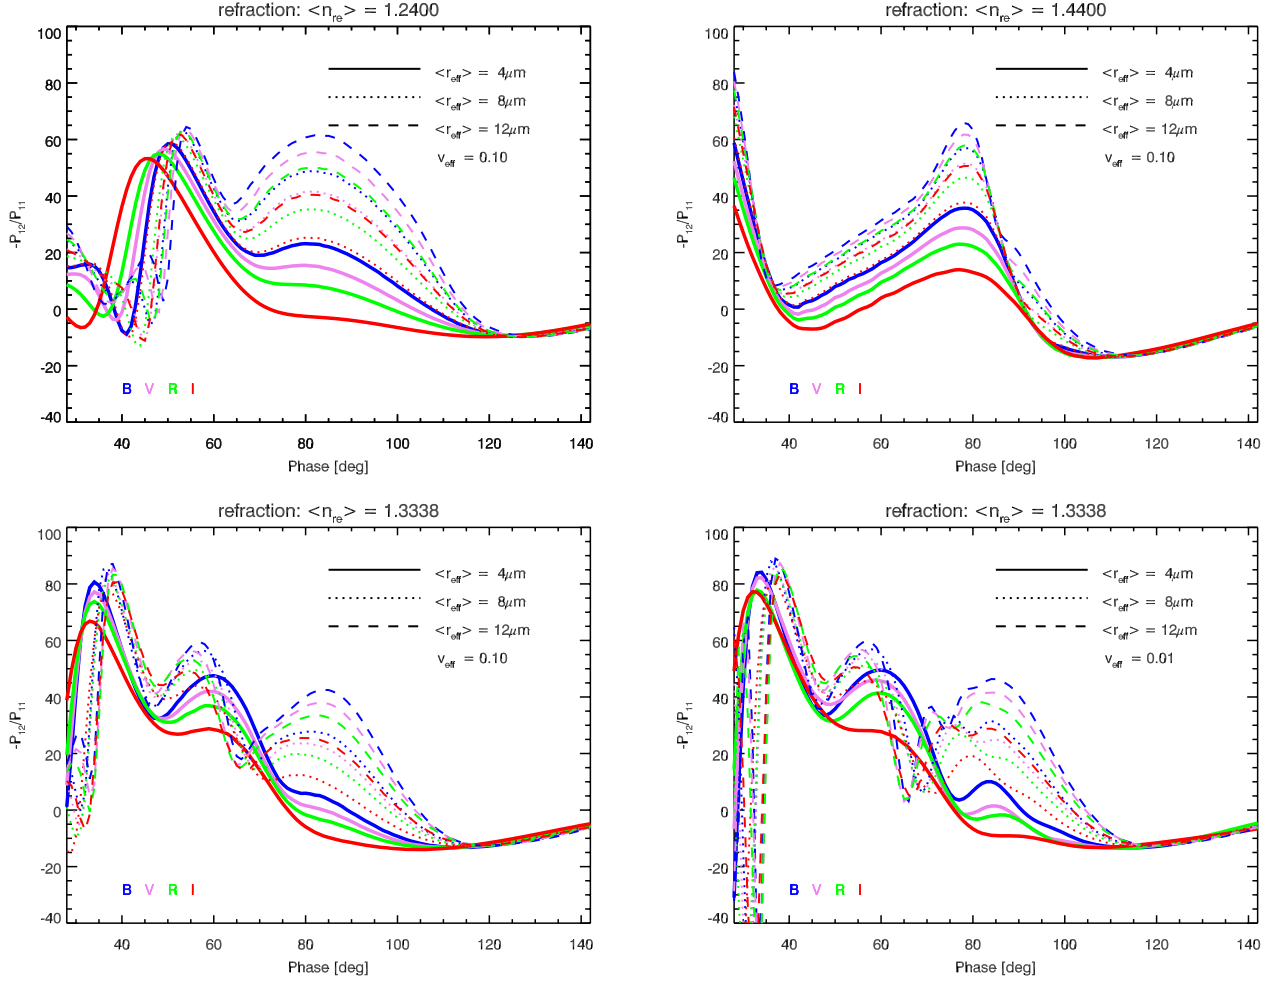 refraction: <n_re> = 1.2400
100
80
60
40
20
0
-20
-40
-P_12/P_11
<r_eff> = 4μm
<r_eff> = 8μm
<r_eff> = 12μm
v_eff = 0.10
B V R I
40 60 80 100 120 140
Phase [deg]
refraction: <n_re> = 1.4400
100
80
60
40
20
0
-20
-40
-P_12/P_11
<r_eff> = 4μm
<r_eff> = 8μm
<r_eff> = 12μm
v_eff = 0.10
B V R I
40 60 80 100 120 140
Phase [deg]
refraction: <n_re> = 1.3338
100
80
60
40
20
0
-20
-40
-P_12/P_11
<r_eff> = 4μm
<r_eff> = 8μm
<r_eff> = 12μm
v_eff = 0.10
B V R I
40 60 80 100 120 140
Phase [deg]
refraction: <n_re> = 1.3338
100
80
60
40
20
0
-20
-40
-P_12/P_11
<r_eff> = 4μm
<r_eff> = 8μm
<r_eff> = 12μm
v_eff = 0.01
B V R I
40 60 80 100 120 140
Phase [deg]